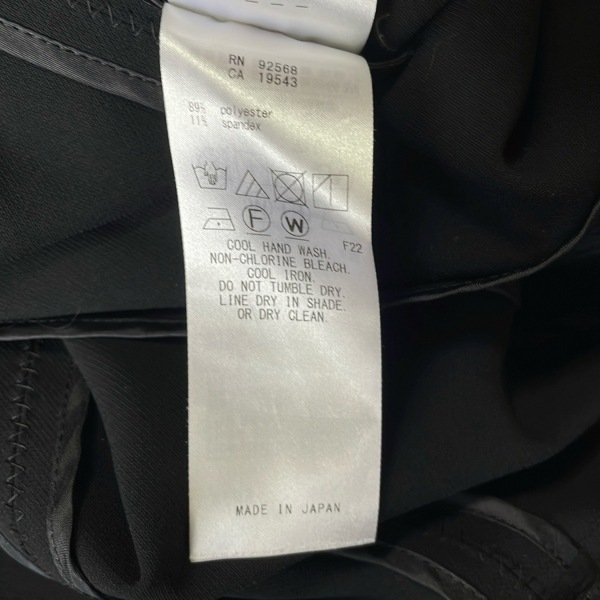 RN 92568
CA 19543
89% polyester
11% spandex
F W
F22
COOL HAND WASH.
NON-CHLORINE BLEACH.
COOL IRON.
DO NOT TUMBLE DRY.
LINE DRY IN SHADE.
OR DRY CLEAN.
MADE IN JAPAN